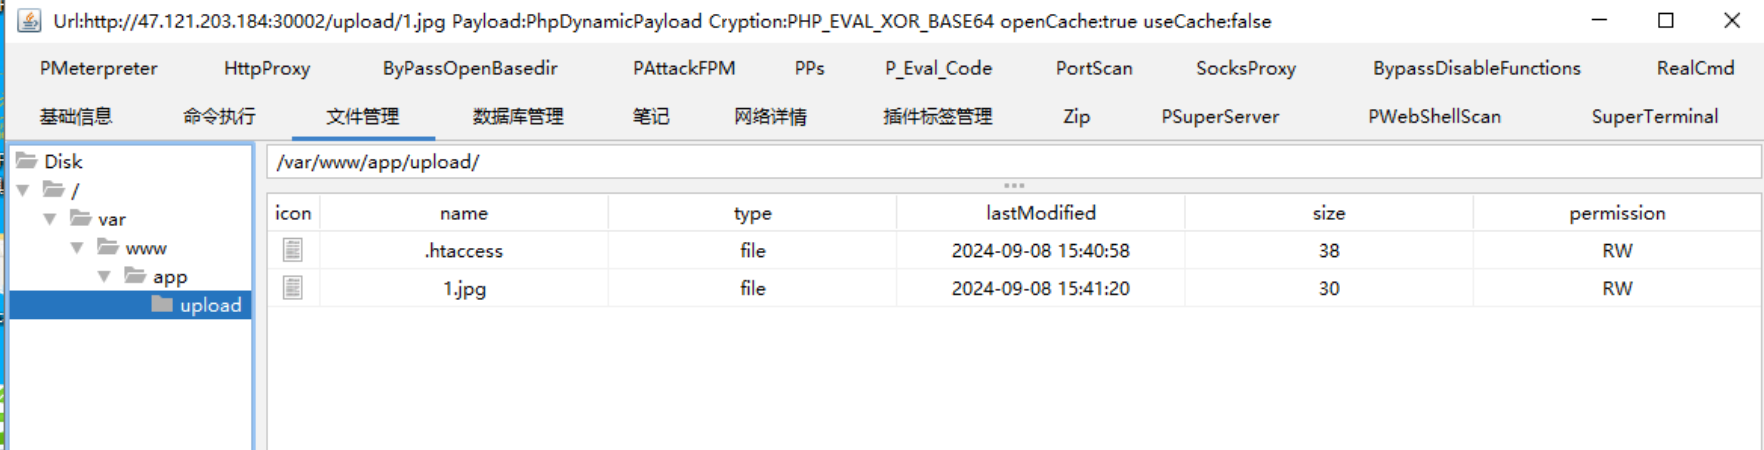 Url:http://47.121.203.184:30002/upload/1.jpg Payload:PhpDynamicPayload Cryption:PHP_EVAL_XOR_BASE64 openCache:true useCache:false
PMeterpreter HttpProxy ByPassOpenBasedir PAttackFPM PPs P_Eval_Code PortScan SocksProxy BypassDisableFunctions RealCmd
基础信息 命令执行 文件管理 数据库管理 笔记 网络详情 插件标签管理 Zip PSuperServer PWebShellScan SuperTerminal
Disk
/
var
www
app
upload
/var/www/app/upload/
icon name type lastModified size permission
.htaccess file 2024-09-08 15:40:58 38 RW
1.jpg file 2024-09-08 15:41:20 30 RW